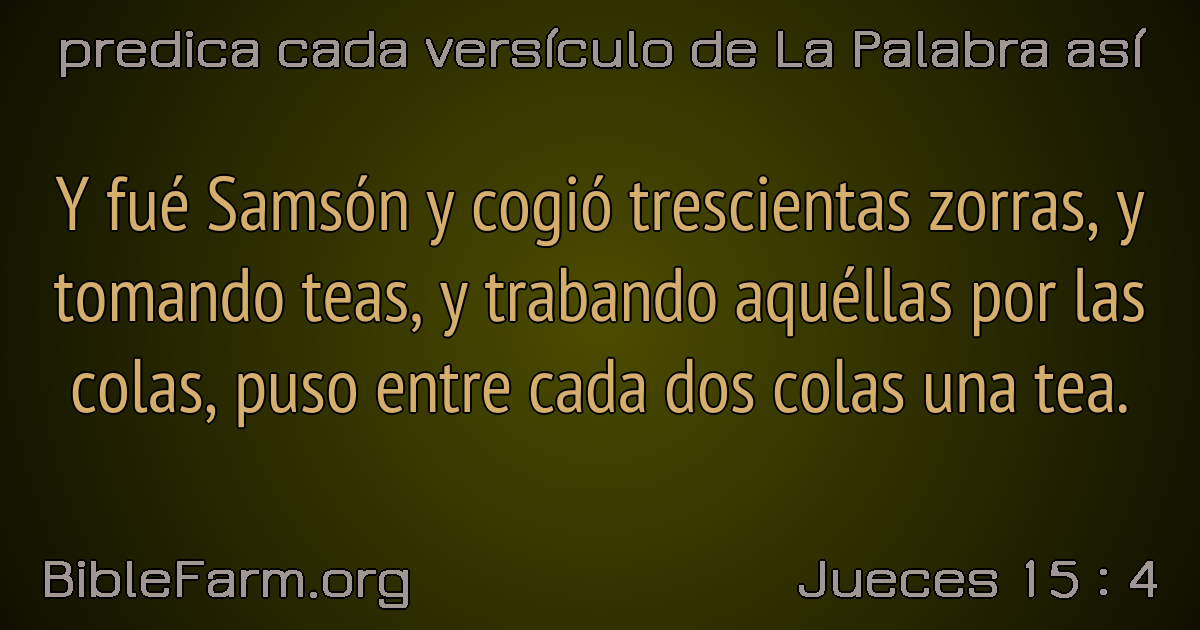 predica cada versículo de La Palabra así
Y fué Samsón y cogió trescientas zorras, y
tomando teas, y trabando aquéllas por las
colas, puso entre cada dos colas una tea.
BibleFarm.org
Jueces 15 : 4